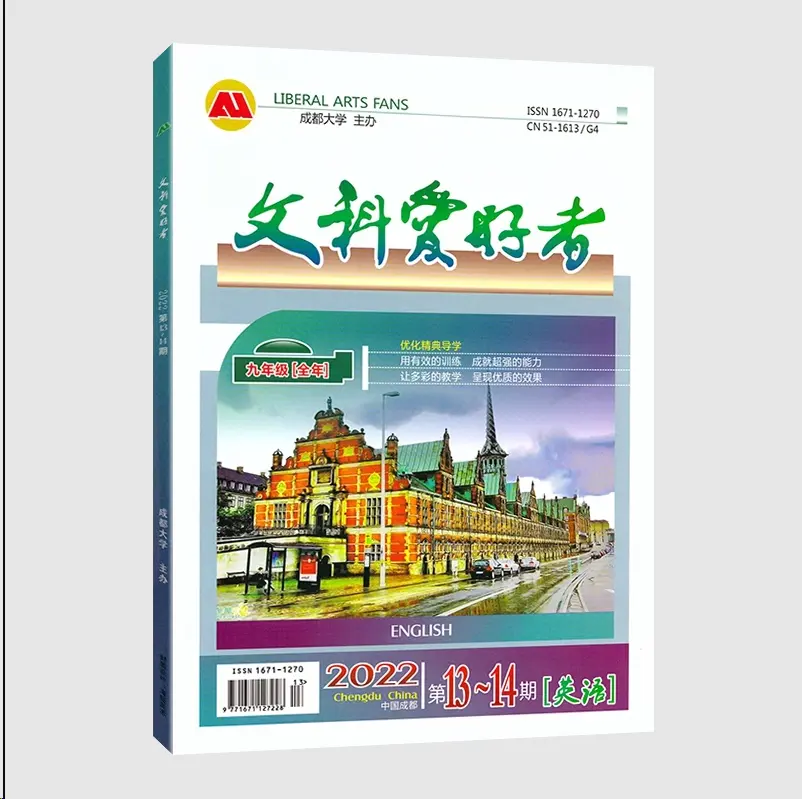 LIBERAL ARTS FANS
成都大学 主办
ISSN 1671-1270
CN 51-1613/G4
文科爱好者
优化精典导学
用有效的训练 成就超强的能力
让多彩的教学 呈现优质的效果
九年级[全年]
ENGLISH
ISSN 1671-1270
13>
9 771671 127228
2022
Chengdu China
中国成都
第13~14期
[英语]
文科爱好者
2022 第13~14期
成都大学 主办